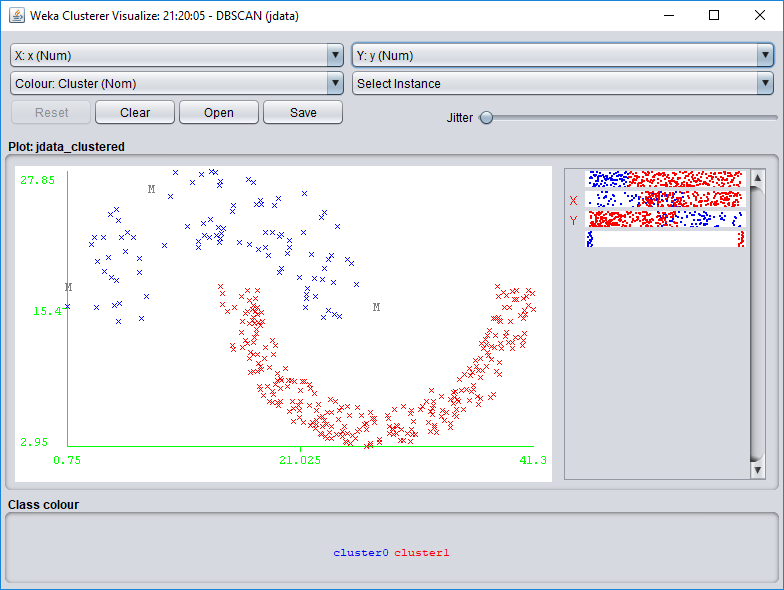 Weka Clusterer Visualize: 21:20:05 - DBSCAN (jdata)
X: x (Num) Y: y (Num)
Colour: Cluster (Nom) Select Instance
Reset Clear Open Save Jitter
Plot: jdata_clustered
27.85
M
M
M
15.4
2.95
0.75 21.025 41.3
X
Y
Class colour
cluster0 cluster1